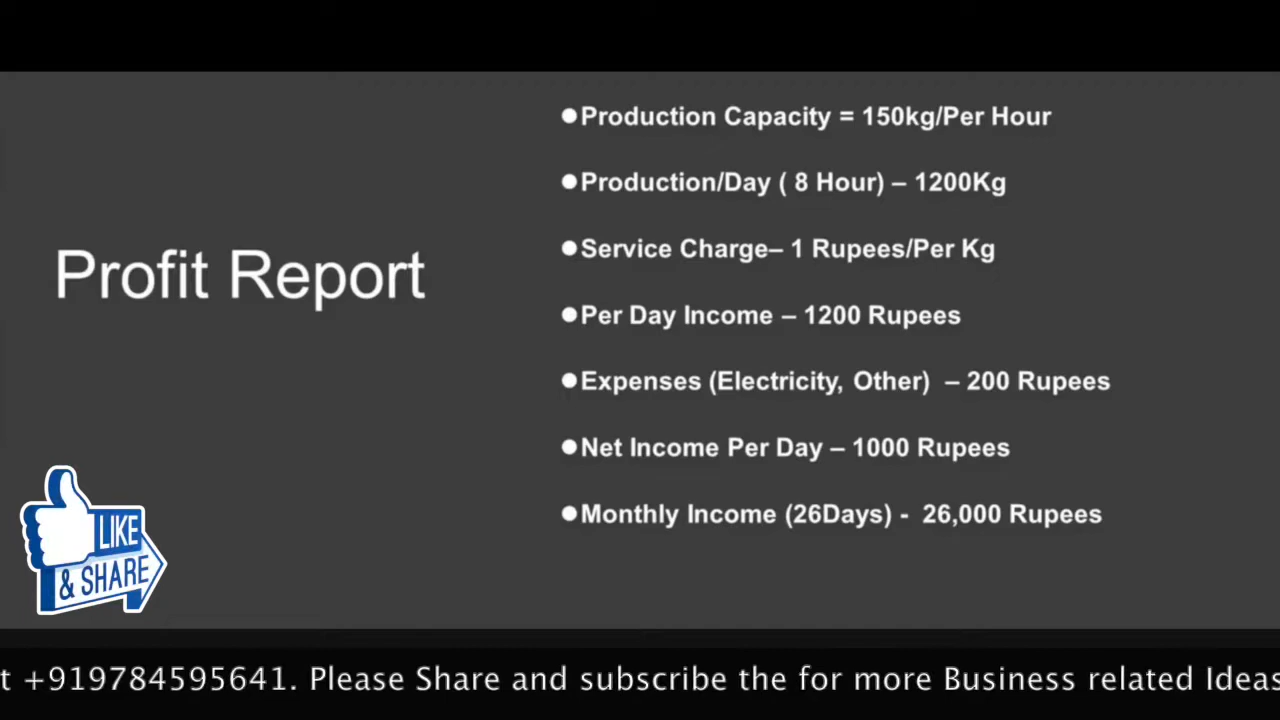 Profit Report
●Production Capacity = 150kg/Per Hour
●Production/Day ( 8 Hour) – 1200Kg
●Service Charge– 1 Rupees/Per Kg
●Per Day Income – 1200 Rupees
●Expenses (Electricity, Other) – 200 Rupees
●Net Income Per Day – 1000 Rupees
●Monthly Income (26Days) - 26,000 Rupees
LIKE
& SHARE
t +919784595641. Please Share and subscribe the for more Business related Ideas